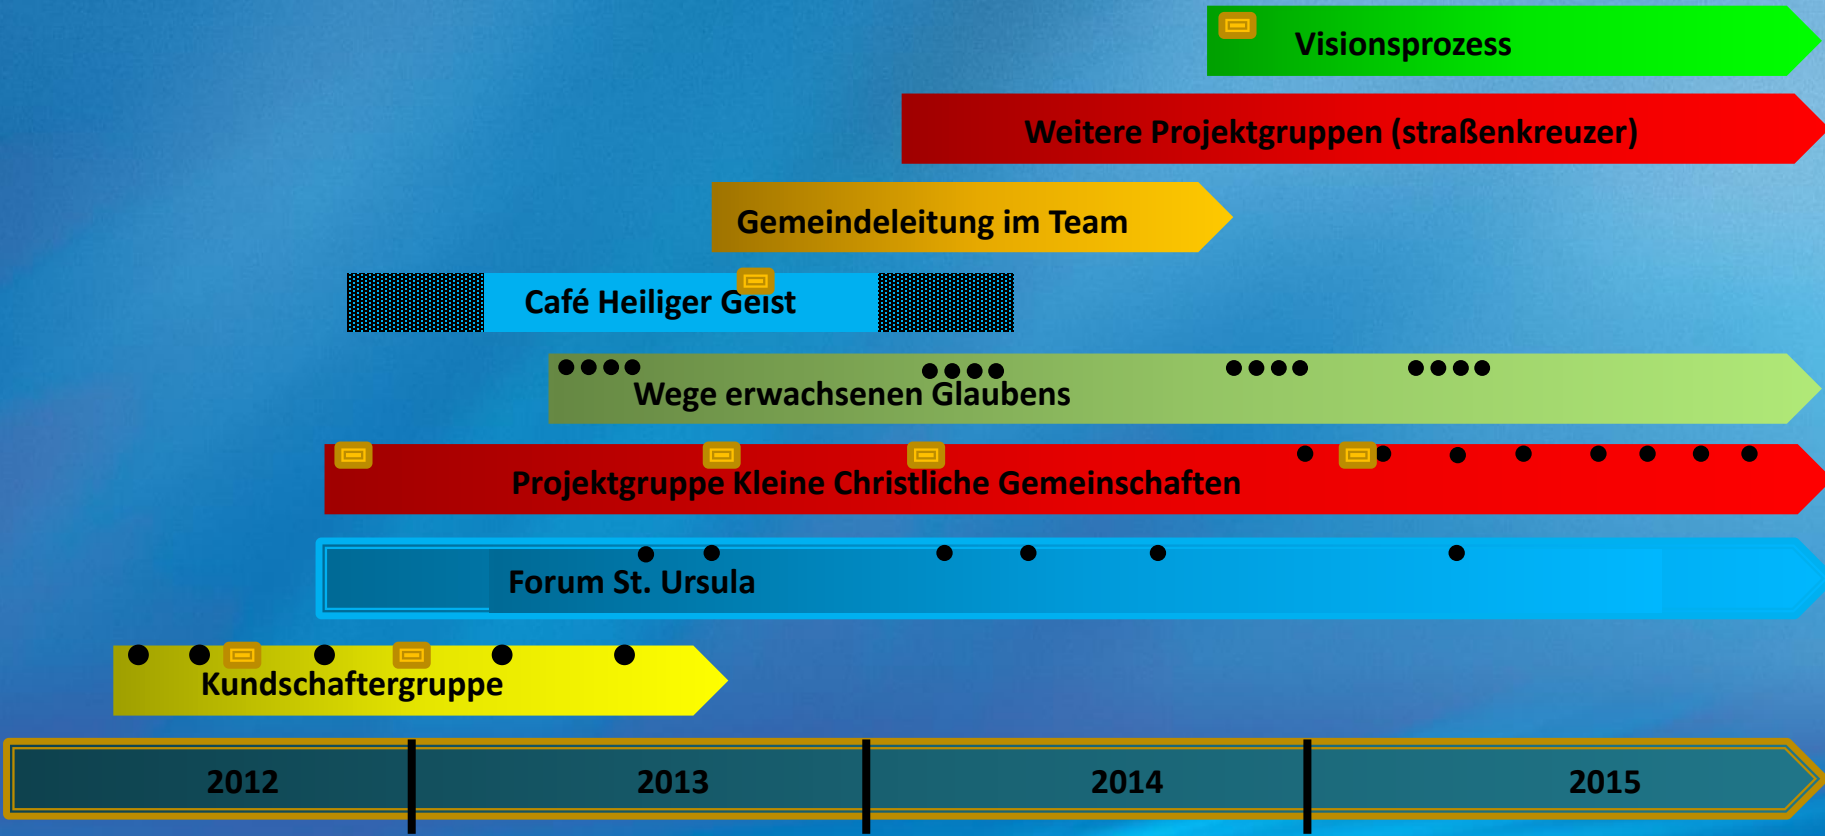 Visionsprozess
Weitere Projektgruppen (straßenkreuzer)
Gemeindeleitung im Team
Café Heiliger Geist
Wege erwachsenen Glaubens
Projektgruppe Kleine Christliche Gemeinschaften
Forum St. Ursula
Kundschaftergruppe
2012 2013 2014 2015